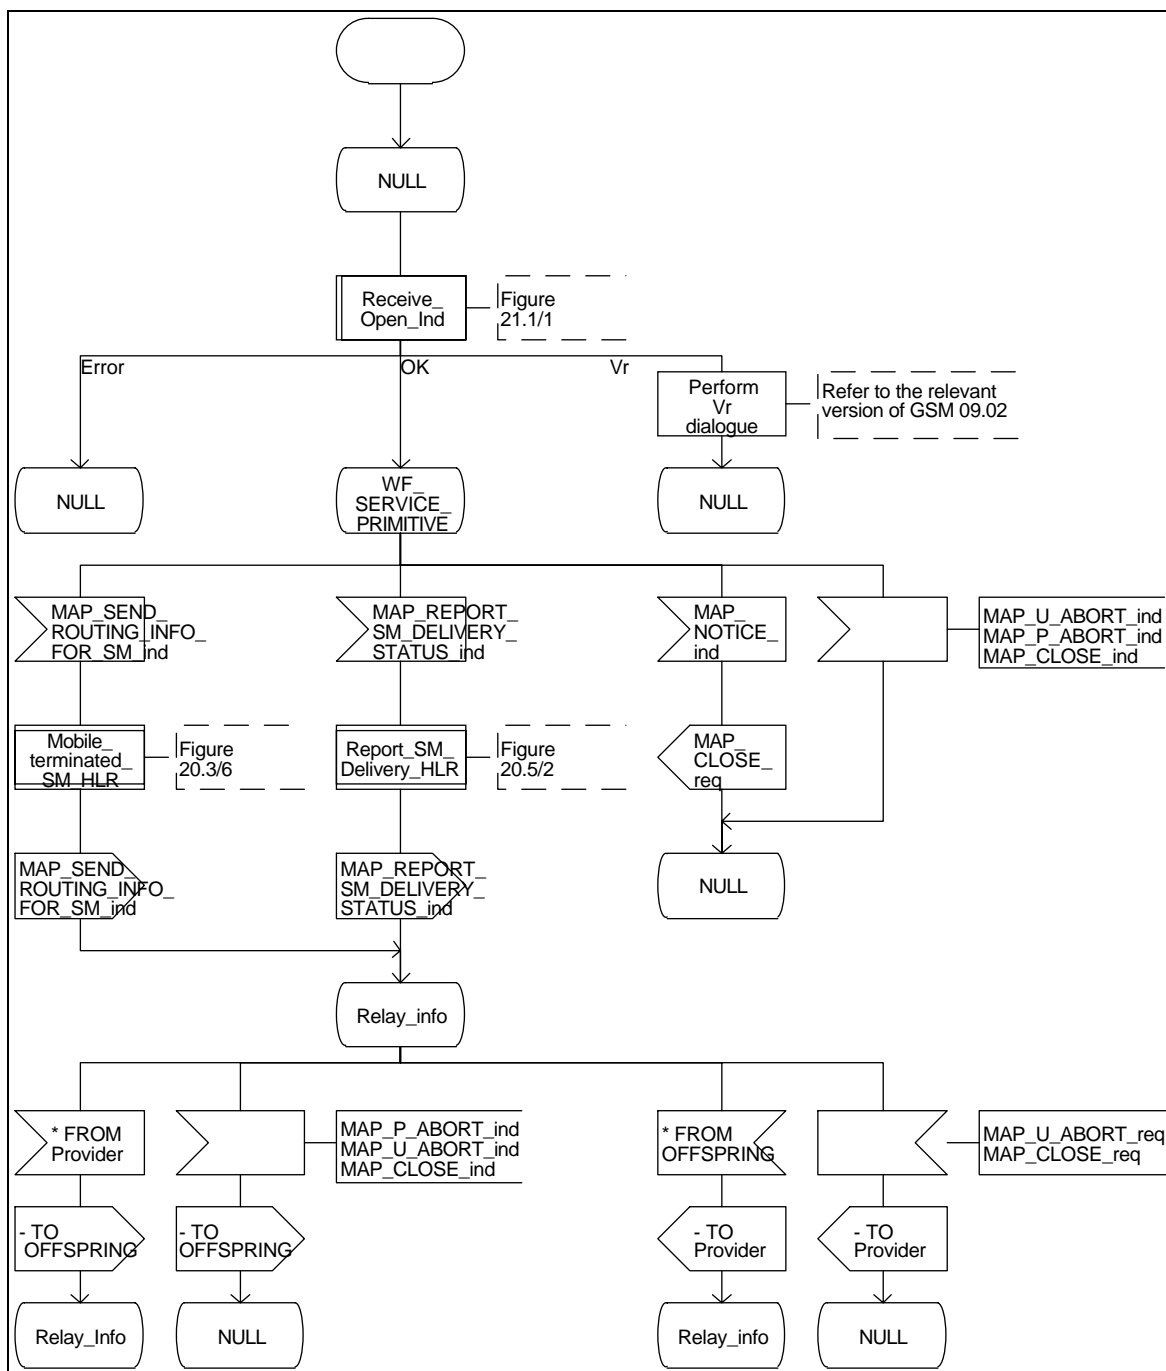 NULL
Receive_
Open_Ind
Figure
21.1/1
Error
OK
Vr
Perform
Vr
dialogue
Refer to the relevant
version of GSM 09.02
NULL
WF_
SERVICE_
PRIMITIVE
NULL
MAP_SEND_
ROUTING_INFO_
FOR_SM_ind
MAP_REPORT_
SM_DELIVERY_
STATUS_ind
MAP_
NOTICE_
ind
MAP_U_ABORT_ind
MAP_P_ABORT_ind
MAP_CLOSE_ind
Mobile_
terminated_
SM_HLR
Figure
20.3/6
Report_SM_
Delivery_HLR
Figure
20.5/2
MAP_
CLOSE_
req
MAP_SEND_
ROUTING_INFO_
FOR_SM_ind
MAP_REPORT_
SM_DELIVERY_
STATUS_ind
NULL
Relay_info
* FROM
Provider
MAP_P_ABORT_ind
MAP_U_ABORT_ind
MAP_CLOSE_ind
* FROM
OFFSPRING
MAP_U_ABORT_req
MAP_CLOSE_req
- TO
OFFSPRING
- TO
OFFSPRING
- TO
Provider
- TO
Provider
Relay_Info
NULL
Relay_info
NULL